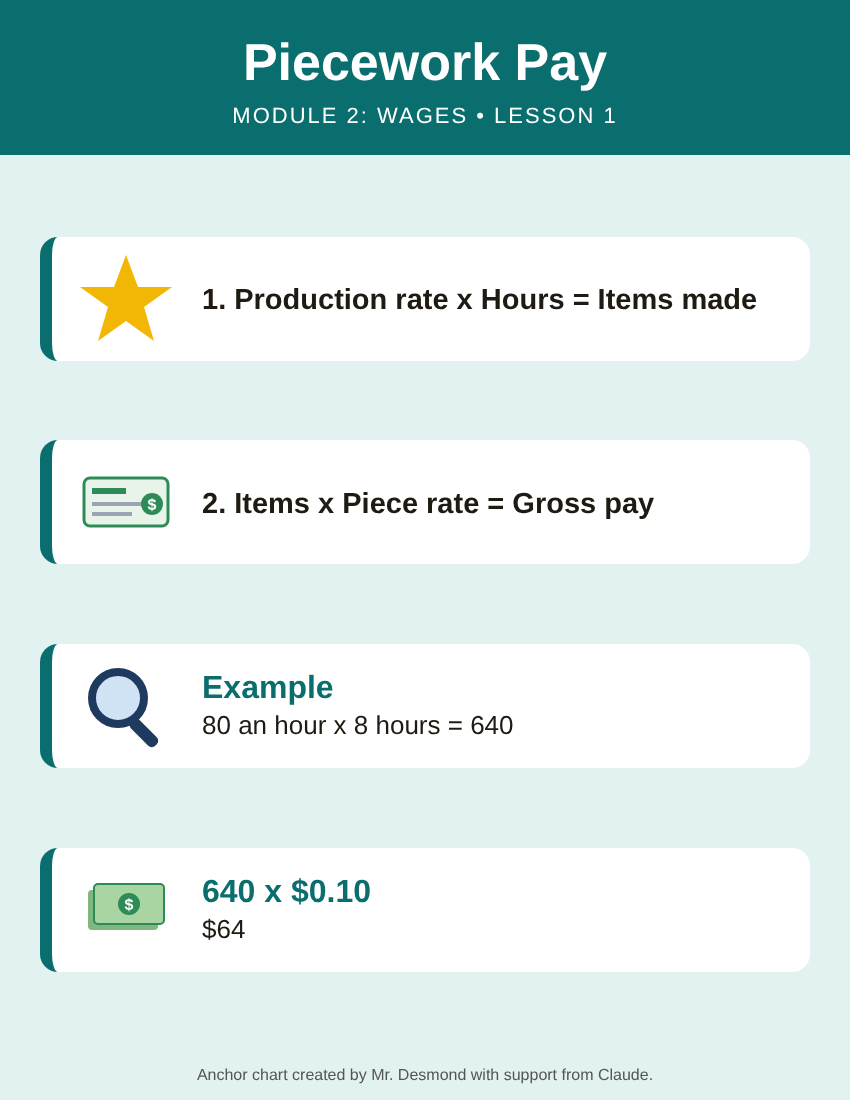 Piecework Pay
MODULE 2: WAGES • LESSON 1
1. Production rate x Hours = Items made
$
2. Items x Piece rate = Gross pay
Example
80 an hour x 8 hours = 640
$
640 x $0.10
$64
Anchor chart created by Mr. Desmond with support from Claude.